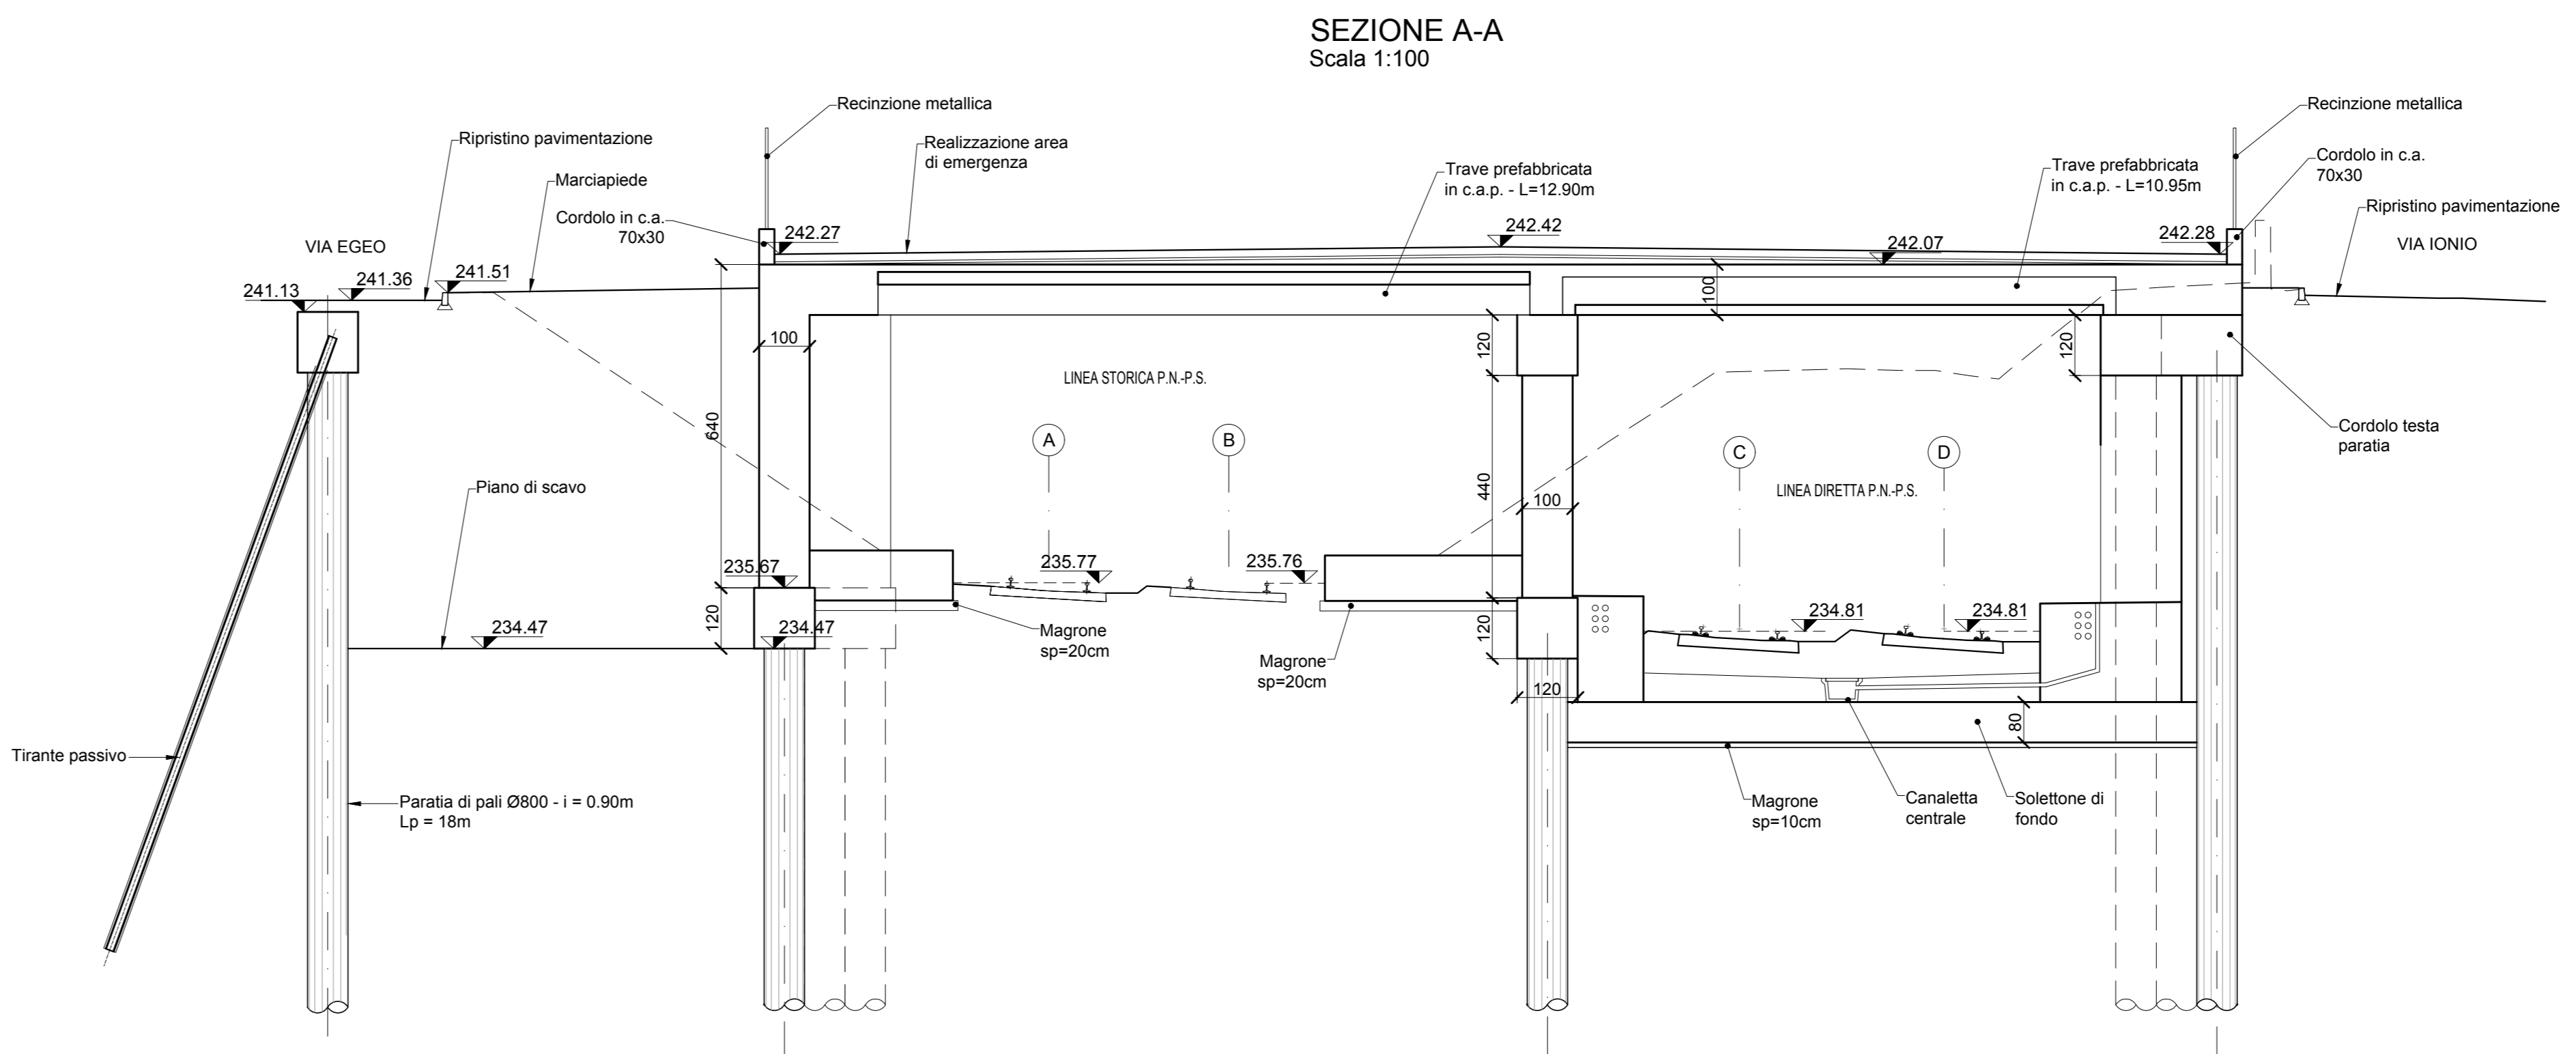 SEZIONE A-A
Scala 1:100
Recinzione metallica
Recinzione metallica
Ripristino pavimentazione
Realizzazione area
di emergenza
Trave prefabbricata
in c.a.p. - L=12.90m
Trave prefabbricata
in c.a.p. - L=10.95m
Cordolo in c.a.
70x30
Marciapiede
Cordolo in c.a.
70x30
Ripristino pavimentazione
VIA EGEO
VIA IONIO
242.27
242.42
242.07
242.28
241.13
241.36
241.51
100
100
120
120
LINEA STORICA P.N.-P.S.
640
A
B
C
D
Cordolo testa
paratia
Piano di scavo
440
100
LINEA DIRETTA P.N.-P.S.
235.67
235.77
235.76
234.81
234.81
120
234.47
234.47
120
Magrone
sp=20cm
Magrone
sp=20cm
120
80
Tirante passivo
Paratia di pali Ø800 - i = 0.90m
Lp = 18m
Magrone
sp=10cm
Canaletta
centrale
Solettone di
fondo